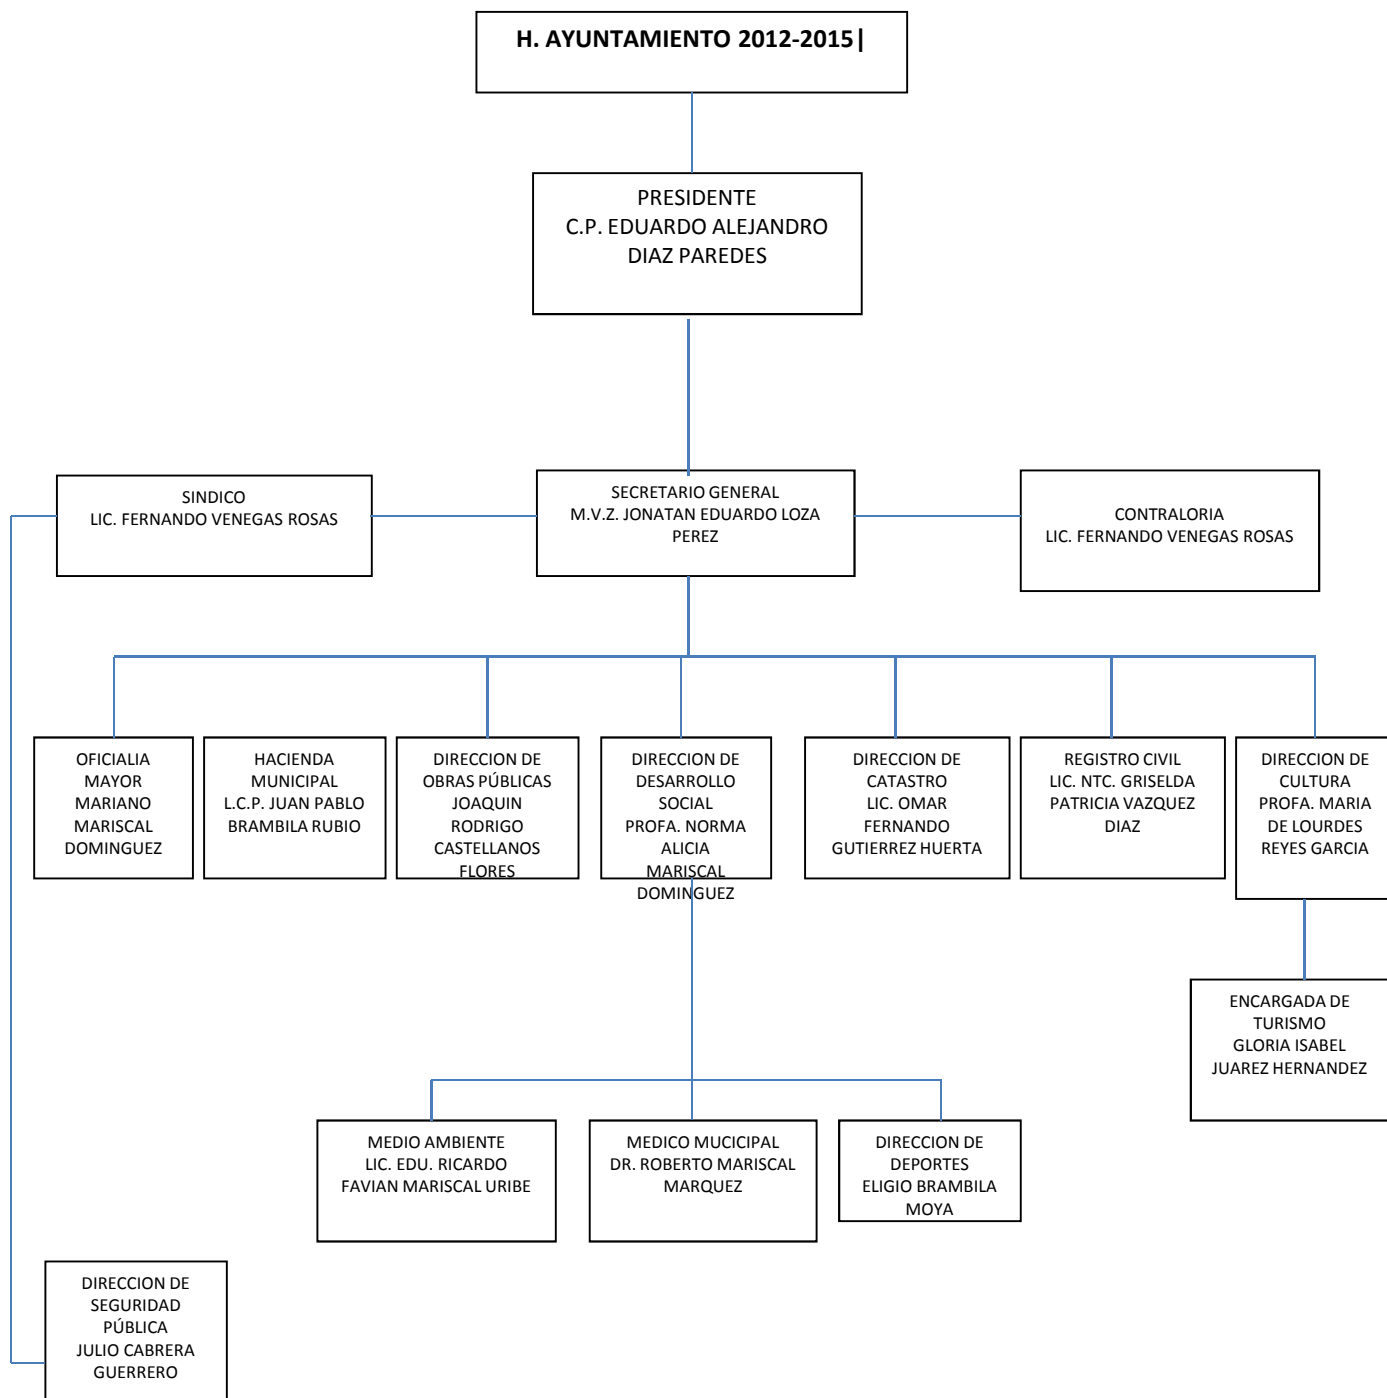 H. AYUNTAMIENTO 2012-2015|
PRESIDENTE
C.P. EDUARDO ALEJANDRO
DIAZ PAREDES
SINDICO
LIC. FERNANDO VENEGAS ROSAS
SECRETARIO GENERAL
M.V.Z. JONATAN EDUARDO LOZA
PEREZ
CONTRALORIA
LIC. FERNANDO VENEGAS ROSAS
OFICIALIA
MAYOR
MARIANO
MARISCAL
DOMINGUEZ
HACIENDA
MUNICIPAL
L.C.P. JUAN PABLO
BRAMBILA RUBIO
DIRECCION DE
OBRAS PÚBLICAS
JOAQUIN
RODRIGO
CASTELLANOS
FLORES
DIRECCION DE
DESARROLLO
SOCIAL
PROFA. NORMA
ALICIA
MARISCAL
DOMINGUEZ
DIRECCION DE
CATASTRO
LIC. OMAR
FERNANDO
GUTIERREZ HUERTA
REGISTRO CIVIL
LIC. NTC. GRISELDA
PATRICIA VAZQUEZ
DIAZ
DIRECCION DE
CULTURA
PROFA. MARIA
DE LOURDES
REYES GARCIA
ENCARGADA DE
TURISMO
GLORIA ISABEL
JUAREZ HERNANDEZ
MEDIO AMBIENTE
LIC. EDU. RICARDO
FAVIAN MARISCAL URIBE
MEDICO MUCICIPAL
DR. ROBERTO MARISCAL
MARQUEZ
DIRECCION DE
DEPORTES
ELIGIO BRAMBILA
MOYA
DIRECCION DE
SEGURIDAD
PÚBLICA
JULIO CABRERA
GUERRERO